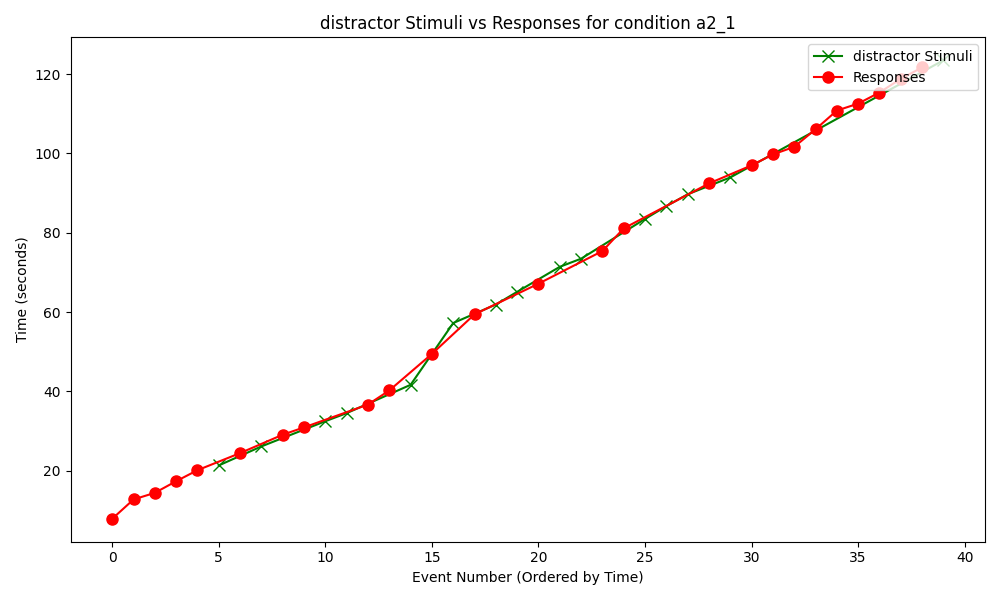 distractor Stimuli vs Responses for condition a2_1
distractor Stimuli
Responses
Time (seconds)
120
100
80
60
40
20
0 5 10 15 20 25 30 35 40
Event Number (Ordered by Time)